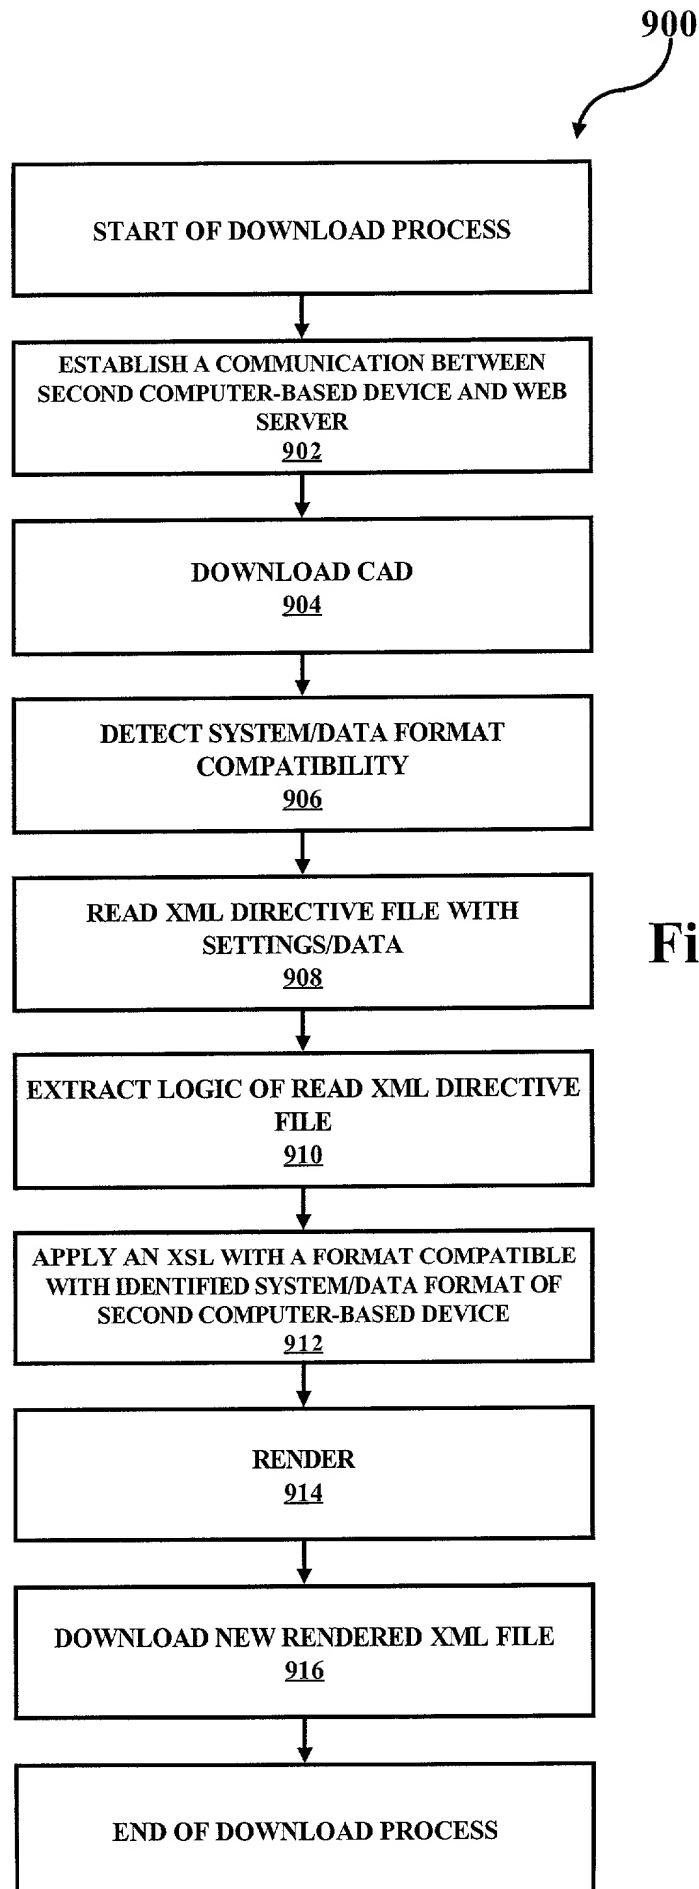 900
START OF DOWNLOAD PROCESS
ESTABLISH A COMMUNICATION BETWEEN
SECOND COMPUTER-BASED DEVICE AND WEB
SERVER
902
DOWNLOAD CAD
904
DETECT SYSTEM/DATA FORMAT
COMPATIBILITY
906
READ XML DIRECTIVE FILE WITH
SETTINGS/DATA
908
Fi
EXTRACT LOGIC OF READ XML DIRECTIVE
FILE
910
APPLY AN XSL WITH A FORMAT COMPATIBLE
WITH IDENTIFIED SYSTEM/DATA FORMAT OF
SECOND COMPUTER-BASED DEVICE
912
RENDER
914
DOWNLOAD NEW RENDERED XML FILE
916
END OF DOWNLOAD PROCESS